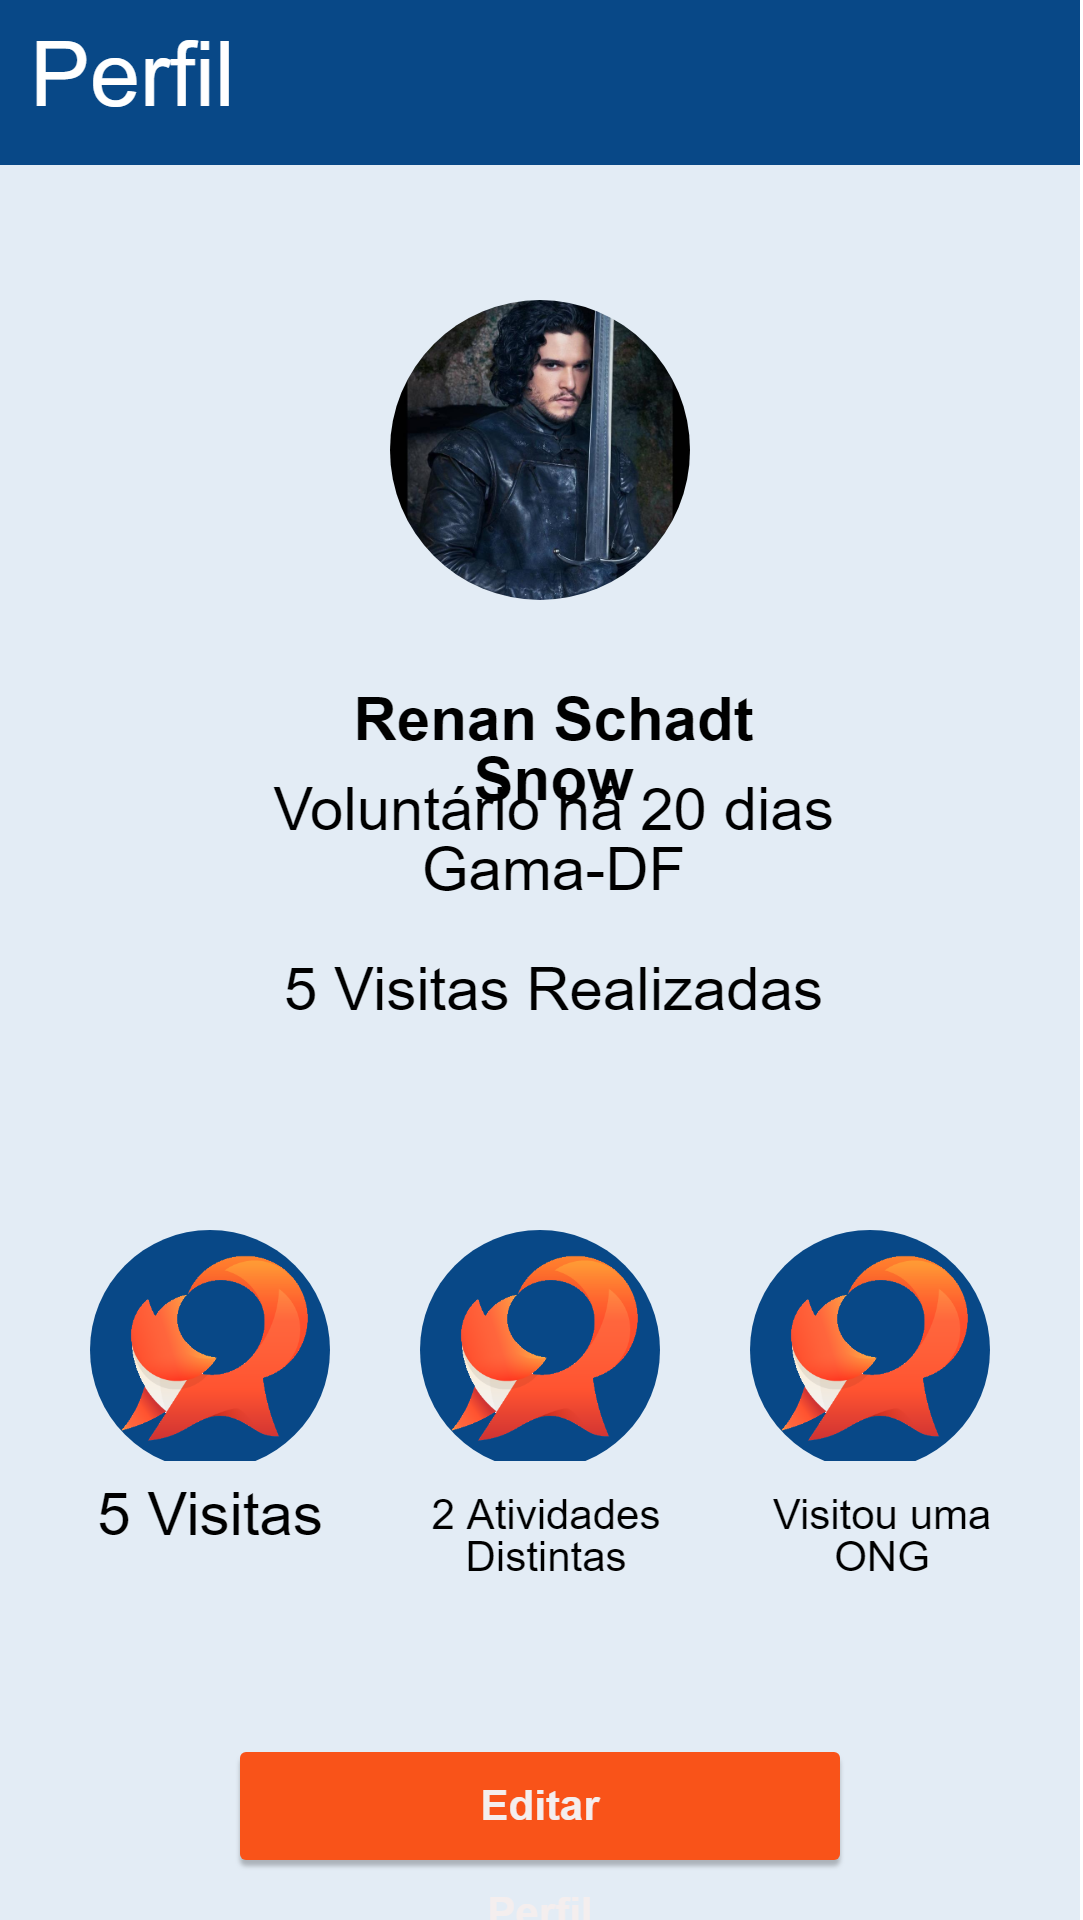 Perfil
Renan Schadt
Snow
Voluntário há 20 dias
Gama-DF
5 Visitas Realizadas
5 Visitas
2 Atividades
Distintas
Visitou uma
ONG
Editar
Perfil